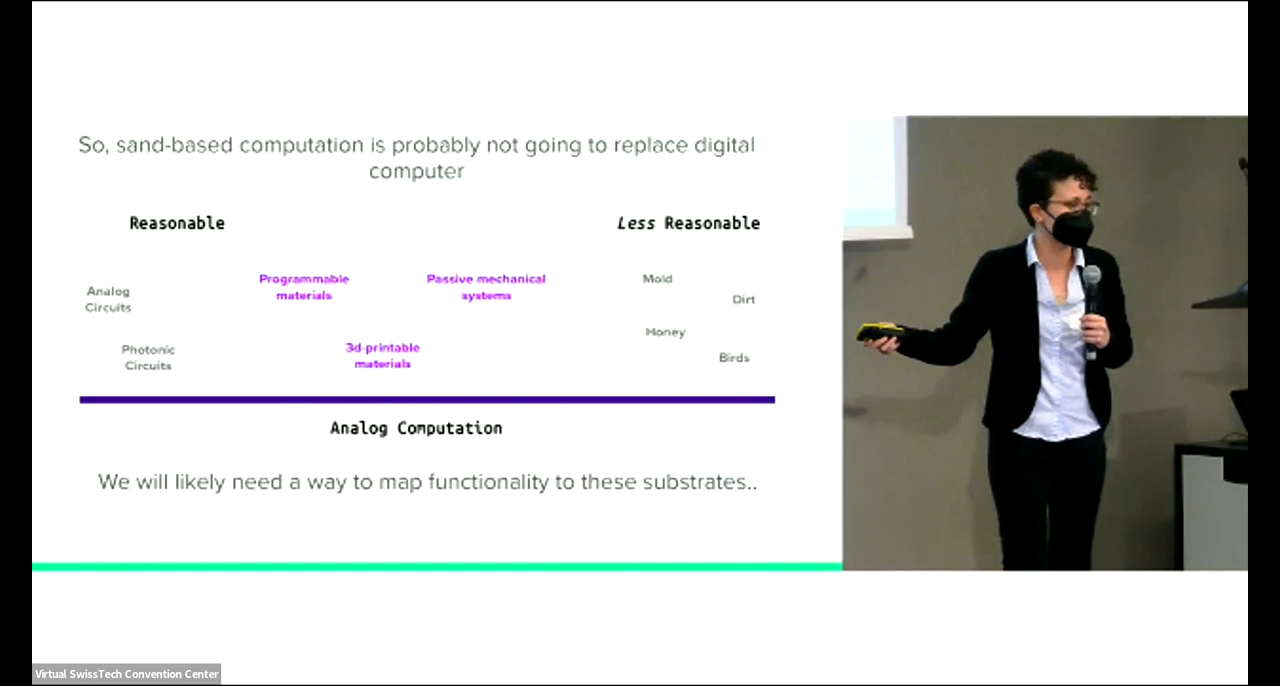 So, sand-based computation is probably not going to replace digital
computer
Reasonable
Less Reasonable
Analog
Circuits
Programmable
materials
Passive mechanical
systems
Mold
Dirt
Photonic
Circuits
3d-printable
materials
Honey
Birds
Analog Computation
We will likely need a way to map functionality to these substrates..
Virtual SwissTech Convention Center